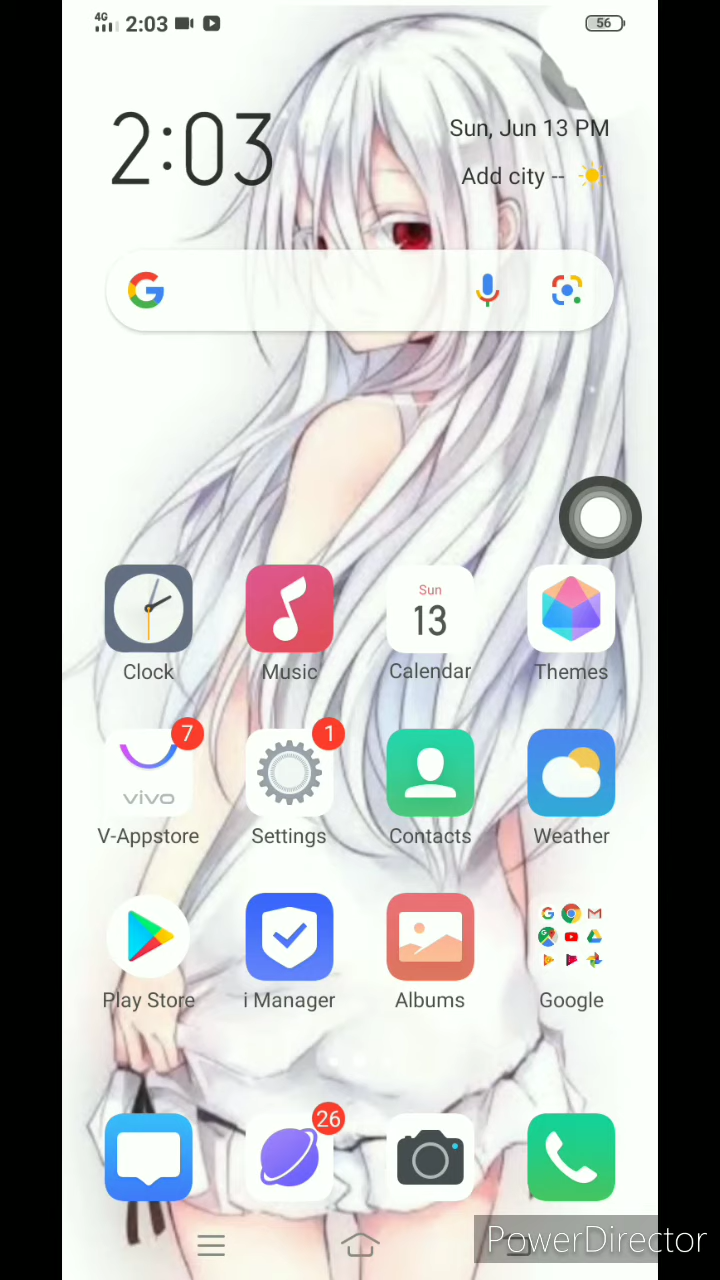 4G 2:03 56
2:03
Sun, Jun 13 PM
Add city --
Sun
13
Clock Music Calendar Themes
7 1
vivo
V-Appstore Settings Contacts Weather
Play Store i Manager Albums Google
26
PowerDirector